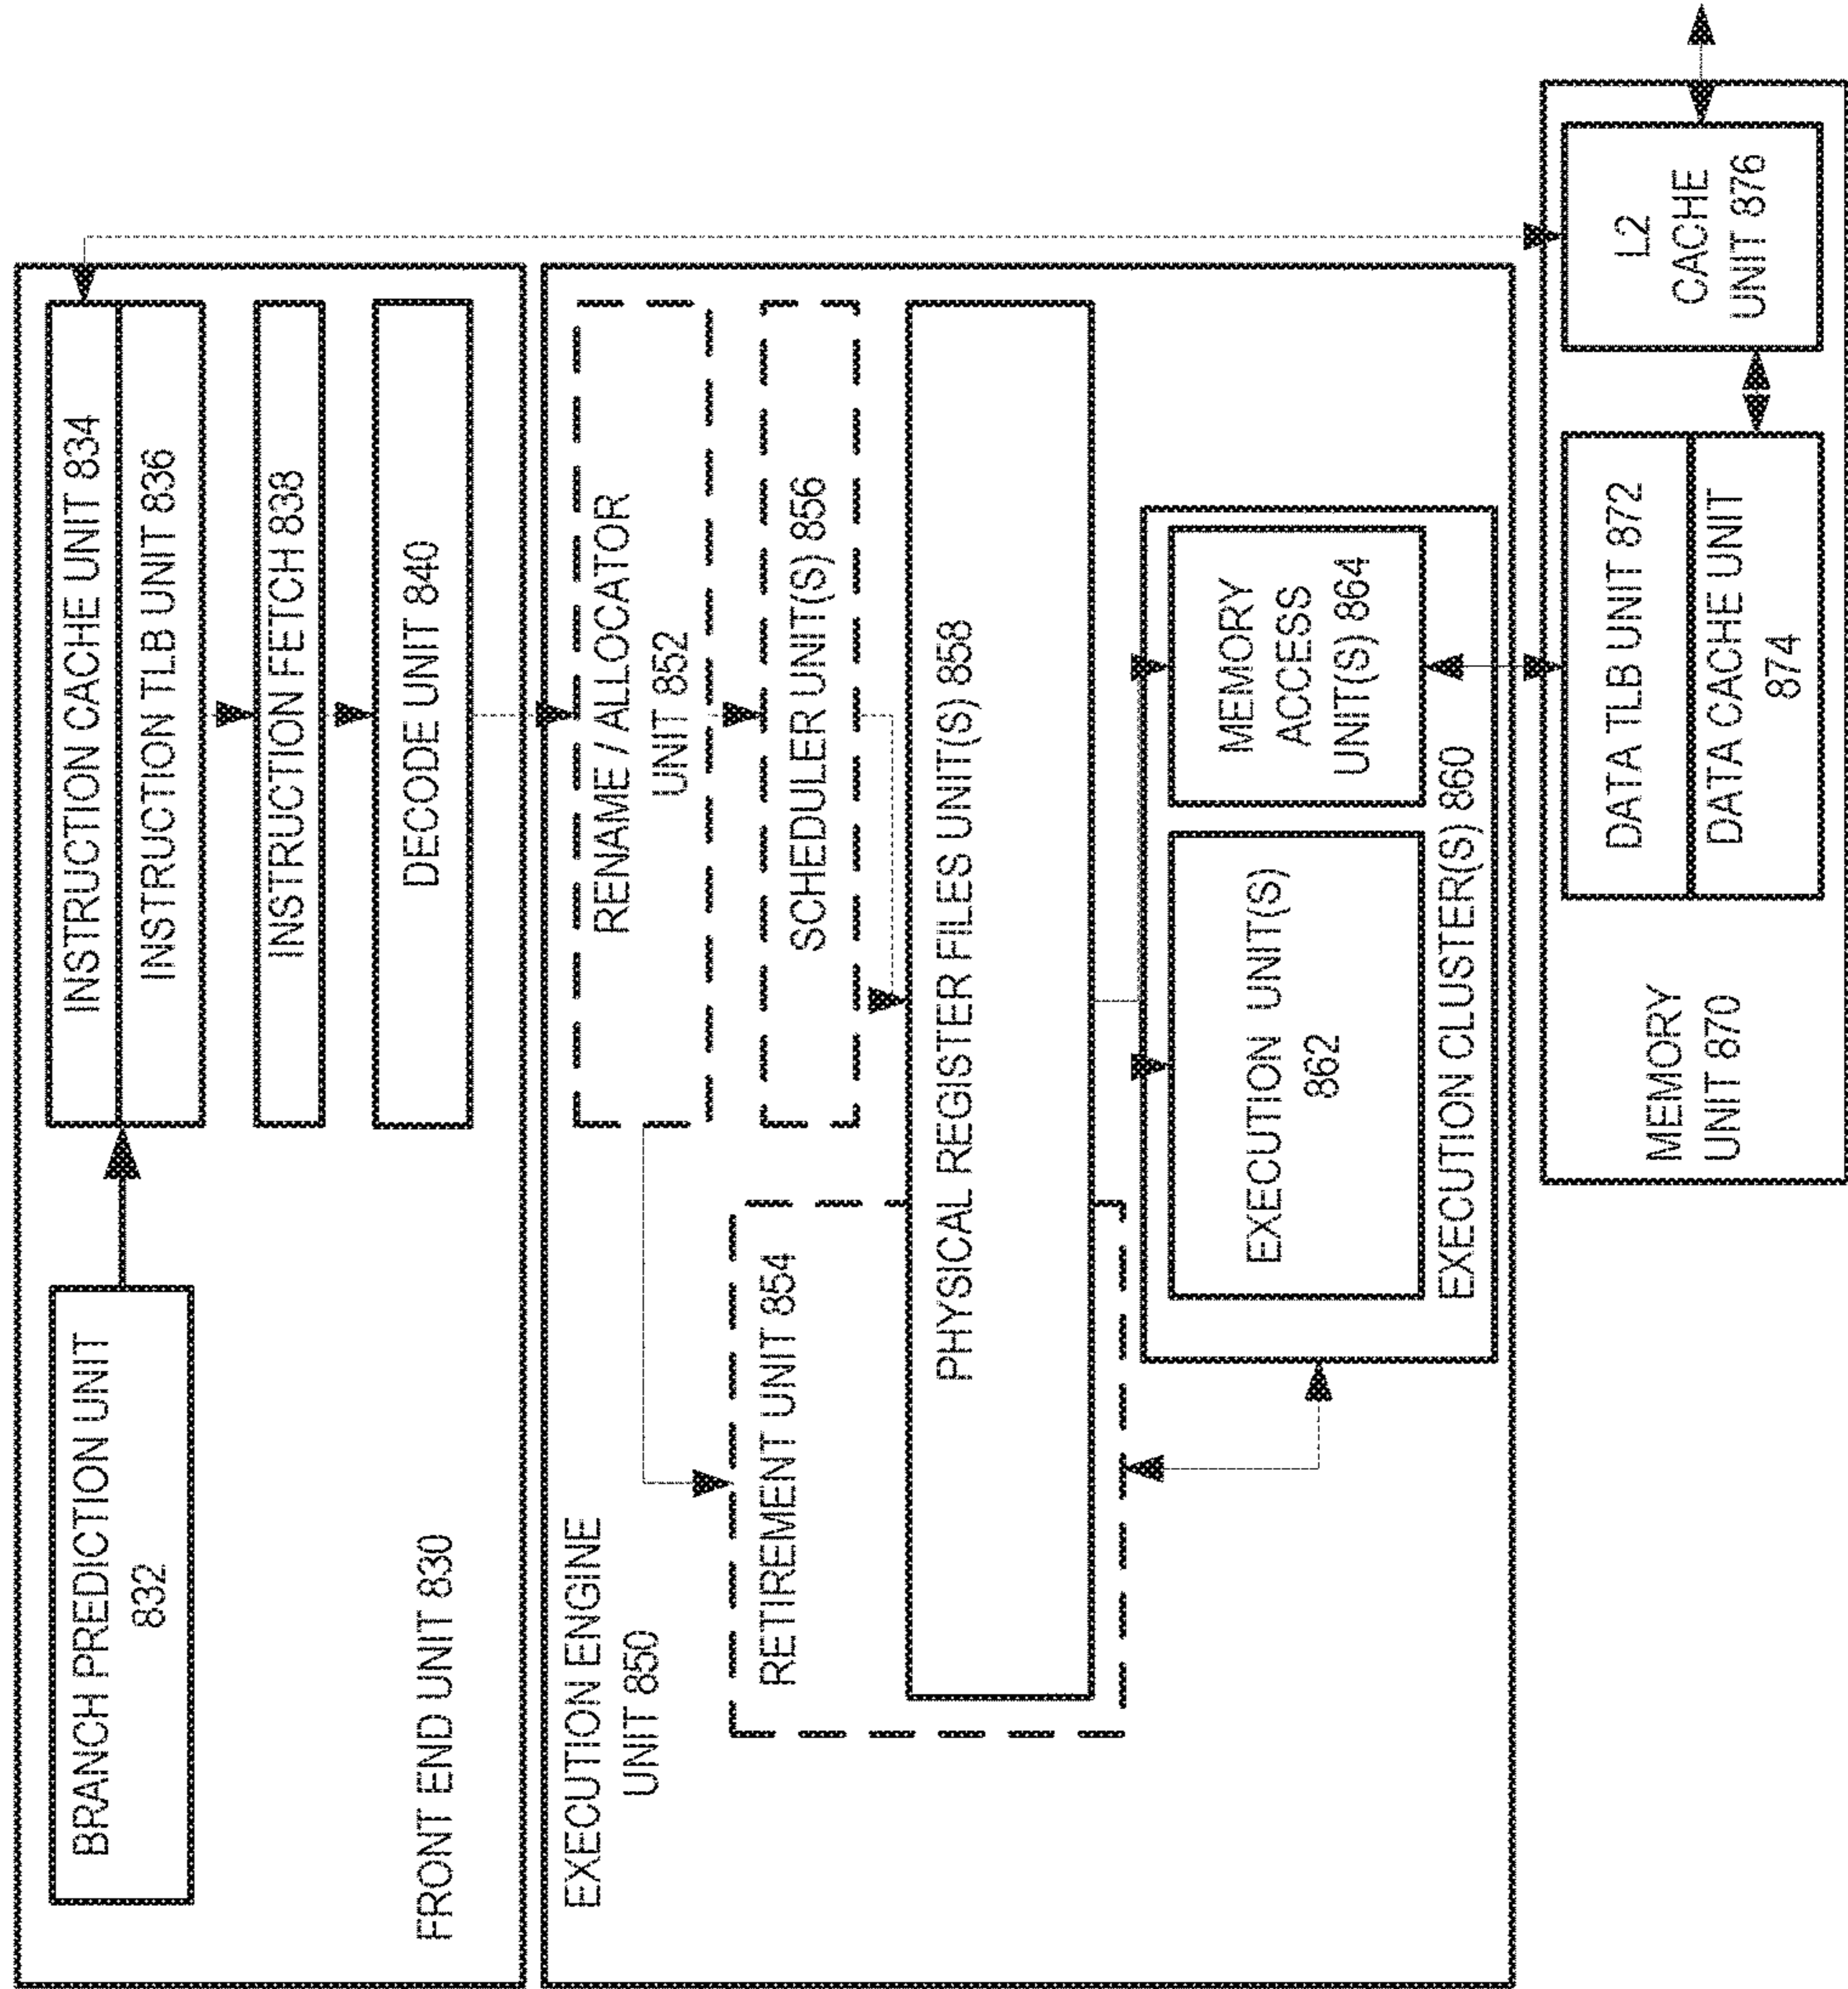 BRANCH PREDICTION UNIT
832
INSTRUCTION CACHE UNIT 834
INSTRUCTION TLB UNIT 836
INSTRUCTION FETCH 838
DECODE UNIT 840
FRONT END UNIT 830
EXECUTION ENGINE
UNIT 850
RENAME / ALLOCATOR
UNIT 852
RETIREMENT UNIT 854
SCHEDULER UNIT(S) 856
PHYSICAL REGISTER FILES UNIT(S) 858
EXECUTION UNIT(S)
862
MEMORY
ACCESS
UNIT(S) 864
EXECUTION CLUSTER(S) 860
MEMORY
UNIT 870
DATA TLB UNIT 872
DATA CACHE UNIT
874
L2
CACHE
UNIT 876